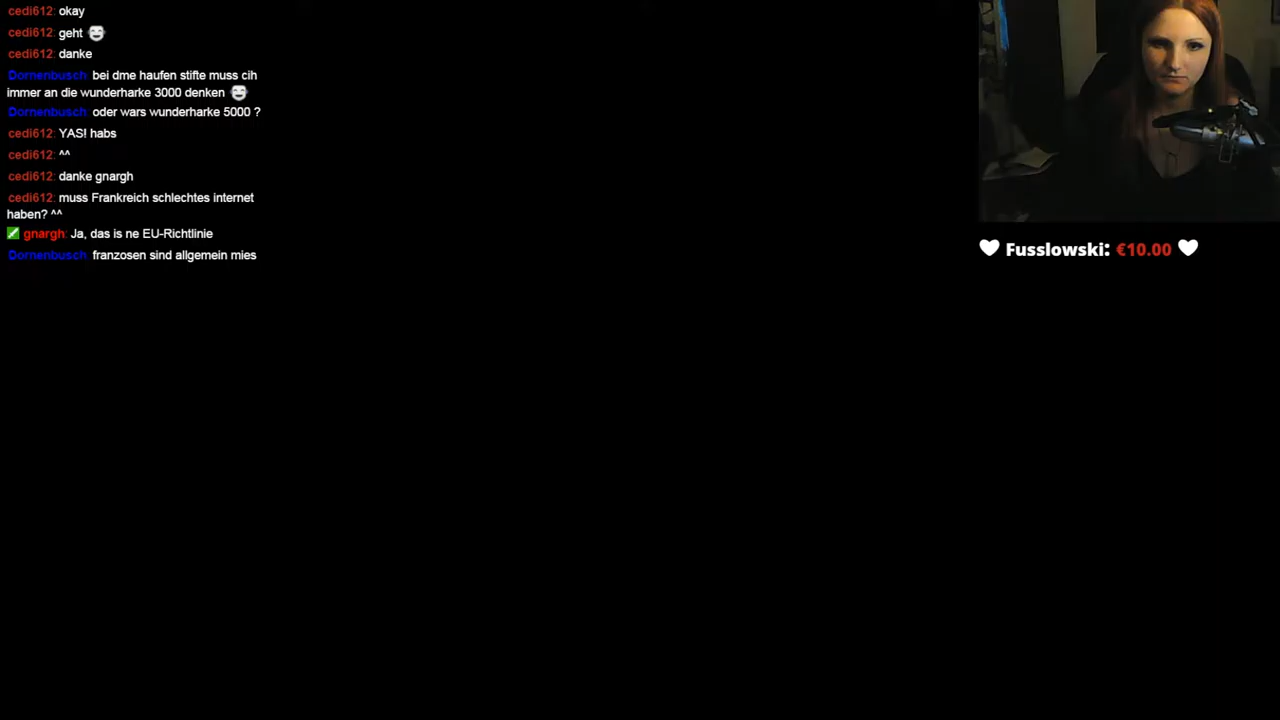 cedi612: okay
cedi612: geht
cedi612: danke
Dornenbusch: bei dme haufen stifte muss cih
immer an die wunderharke 3000 denken
Dornenbusch: oder wars wunderharke 5000 ?
cedi612: YAS! habs
cedi612: ^^
cedi612: danke gnargh
cedi612: muss Frankreich schlechtes internet
haben? ^^
gnargh: Ja, das is ne EU-Richtlinie
Dornenbusch: franzosen sind allgemein mies
Fusslowski: €10.00